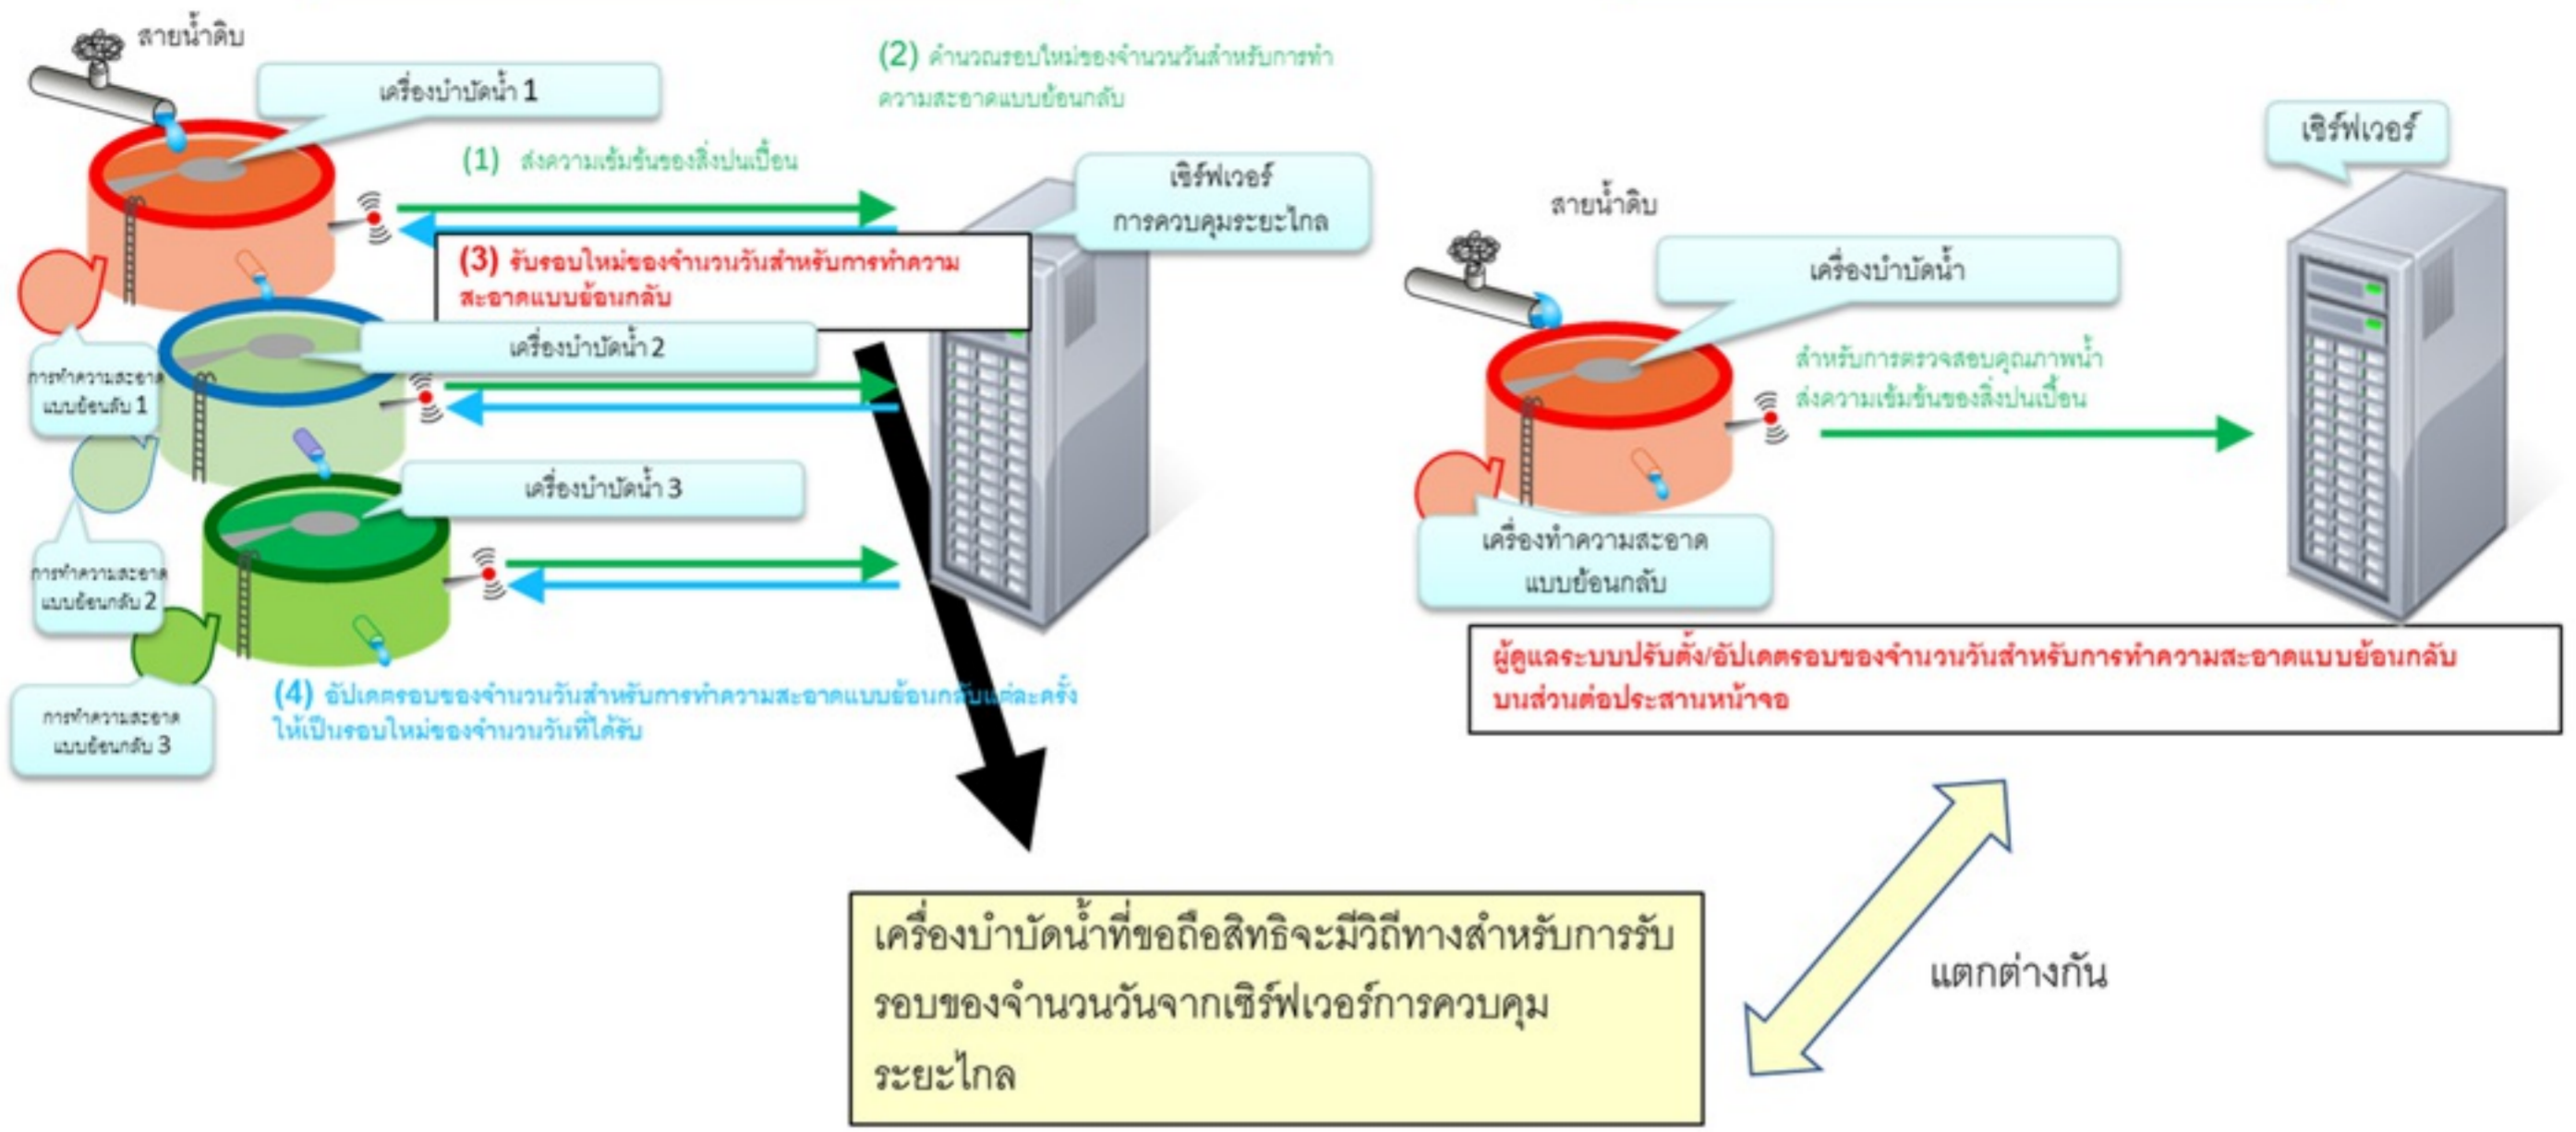 สายน้ำดิบ
เครื่องบำบัดน้ำ 1
(1) ส่งความเข้มข้นของสิ่งปนเปื้อน
(2) คำนวณรอบใหม่ของจำนวนวันสำหรับการทำ
ความสะอาดแบบย้อนกลับ
เซิร์ฟเวอร์
การควบคุมระยะไกล
(3) รับรอบใหม่ของจำนวนวันสำหรับการทำความ
สะอาดแบบย้อนกลับ
เครื่องบำบัดน้ำ 2
การทำความสะอาด
แบบย้อนลับ 1
เครื่องบำบัดน้ำ 3
การทำความสะอาด
แบบย้อนกลับ 2
(4) อัปเดตรอบของจำนวนวันสำหรับการทำความสะอาดแบบย้อนกลับแต่ละครั้ง
ให้เป็นรอบใหม่ของจำนวนวันที่ได้รับ
การทำความสะอาด
แบบย้อนกลับ 3
สายน้ำดิบ
เครื่องบำบัดน้ำ
เซิร์ฟเวอร์
สำหรับการตรวจสอบคุณภาพน้ำ
ส่งความเข้มข้นของสิ่งปนเปื้อน
เครื่องทำความสะอาด
แบบย้อนกลับ
ผู้ดูแลระบบปรับตั้ง/อัปเดตรอบของจำนวนวันสำหรับการทำความสะอาดแบบย้อนกลับ
บนส่วนต่อประสานหน้าจอ
เครื่องบำบัดน้ำที่ขอถือสิทธิจะมีวิถีทางสำหรับการรับ
รอบของจำนวนวันจากเซิร์ฟเวอร์การควบคุม
ระยะไกล
แตกต่างกัน